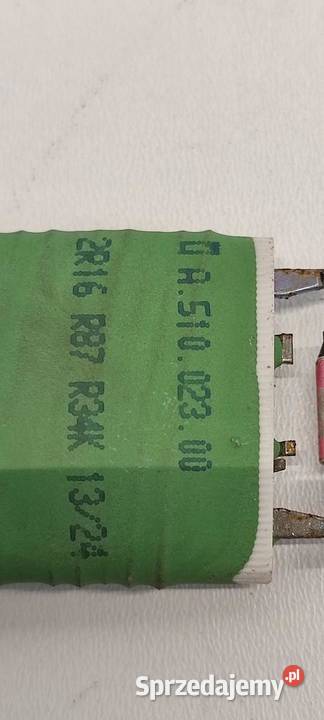 Ü A.510.023.00
2R16 R87 R34K 13/24
Sprzedajemy.pl